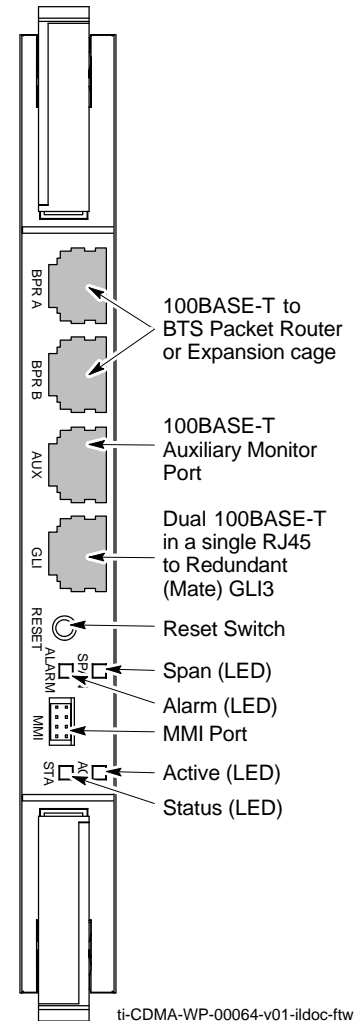 BPR A
100BASE-T to
BTS Packet Router
or Expansion cage
BPR B
100BASE-T
Auxiliary Monitor
Port
AUX
Dual 100BASE-T
in a single RJ45
to Redundant
(Mate) GLI3
GLI
RESET
Reset Switch
ALARM
Span (LED)
Alarm (LED)
MMI
MMI Port
STA
Active (LED)
Status (LED)
ti-CDMA-WP-00064-v01-ildoc-ftw